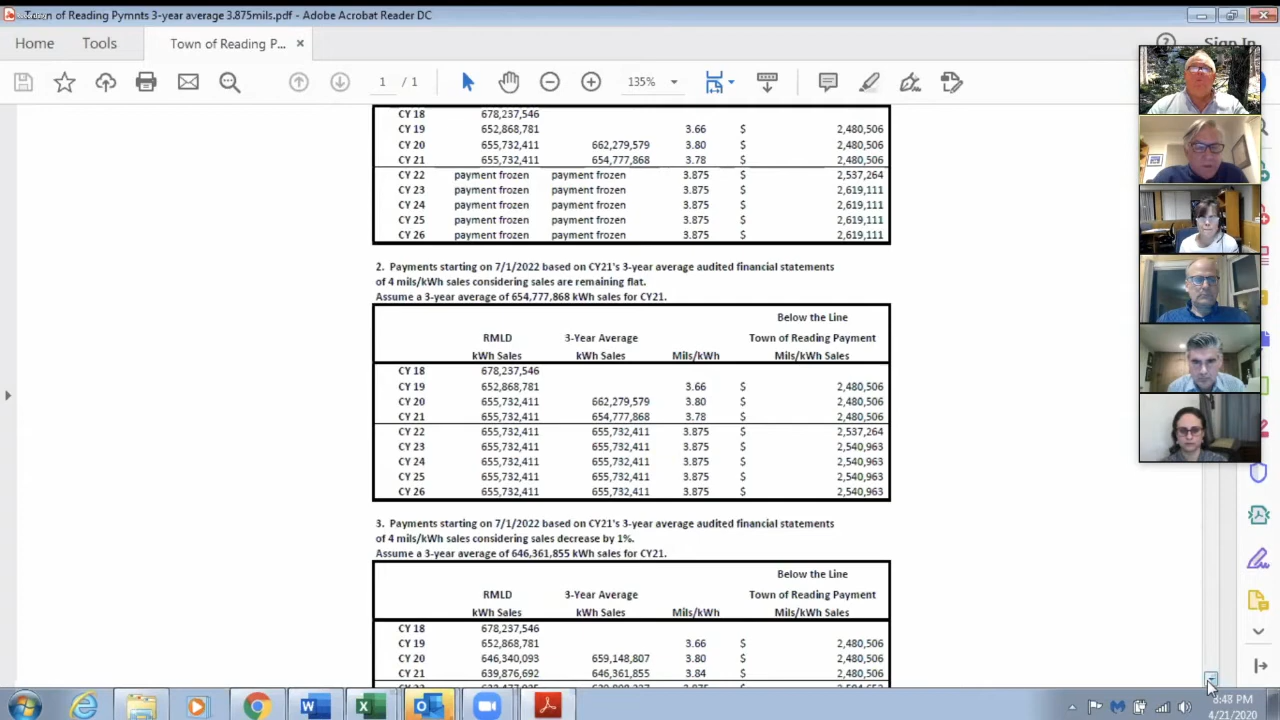 Town of Reading Pymnts 3-year average 3.875mils.pdf - Adobe Acrobat Reader DC
Home Tools Town of Reading P... × Sign In
1 / 1 135%
CY 18 678,237,546
CY 19 652,868,781 3.66 $ 2,480,506
CY 20 655,732,411 662,279,579 3.80 $ 2,480,506
CY 21 655,732,411 654,777,868 3.78 $ 2,480,506
CY 22 payment frozen payment frozen 3.875 $ 2,537,264
CY 23 payment frozen payment frozen 3.875 $ 2,619,111
CY 24 payment frozen payment frozen 3.875 $ 2,619,111
CY 25 payment frozen payment frozen 3.875 $ 2,619,111
CY 26 payment frozen payment frozen 3.875 $ 2,619,111
2. Payments starting on 7/1/2022 based on CY21's 3-year average audited financial statements
of 4 mils/kWh sales considering sales are remaining flat.
Assume a 3-year average of 654,777,868 kWh sales for CY21.
Below the Line
RMLD 3-Year Average Town of Reading Payment
kWh Sales kWh Sales Mils/kWh Mils/kWh Sales
CY 18 678,237,546
CY 19 652,868,781 3.66 $ 2,480,506
CY 20 655,732,411 662,279,579 3.80 $ 2,480,506
CY 21 655,732,411 654,777,868 3.78 $ 2,480,506
CY 22 655,732,411 655,732,411 3.875 $ 2,537,264
CY 23 655,732,411 655,732,411 3.875 $ 2,540,963
CY 24 655,732,411 655,732,411 3.875 $ 2,540,963
CY 25 655,732,411 655,732,411 3.875 $ 2,540,963
CY 26 655,732,411 655,732,411 3.875 $ 2,540,963
3. Payments starting on 7/1/2022 based on CY21's 3-year average audited financial statements
of 4 mils/kWh sales considering sales decrease by 1%.
Assume a 3-year average of 646,361,855 kWh sales for CY21.
Below the Line
RMLD 3-Year Average Town of Reading Payment
kWh Sales kWh Sales Mils/kWh Mils/kWh Sales
CY 18 678,237,546
CY 19 652,868,781 3.66 $ 2,480,506
CY 20 646,340,093 659,148,807 3.80 $ 2,480,506
CY 21 639,876,692 646,361,855 3.84 $ 2,480,506
8:48 PM
4/21/2020